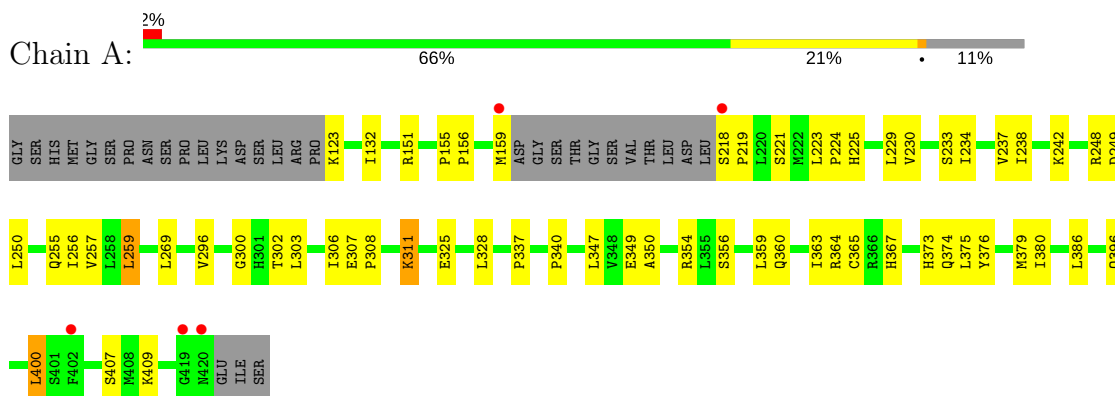 2%
Chain A:
66% 21% • 11%
GLY SER HIS MET GLY SER PRO ASN SER PRO LEU LYS ASP SER LEU ARG PRO K123 I132 R151 P155 P156 M159 ASP GLY SER THR GLY SER VAL THR LEU ASP LEU S218 P219 L220 S221 M222 L223 P224 H225 L229 V230 S233 I234 V237 I238 K242 R248
L250 Q255 I256 V257 L258 L259 L269 V296 G300 H301 T302 L303 I306 E307 P308 K311 E325 L328 P337 P340 L347 V348 E349 A350 R354 L355 S356 L359 Q360 I363 R364 C365 R366 H367 H373 Q374 L375 Y376 M379 I380 L386
L400 S401 F402 S407 M408 K409 G419 N420 GLU ILE SER